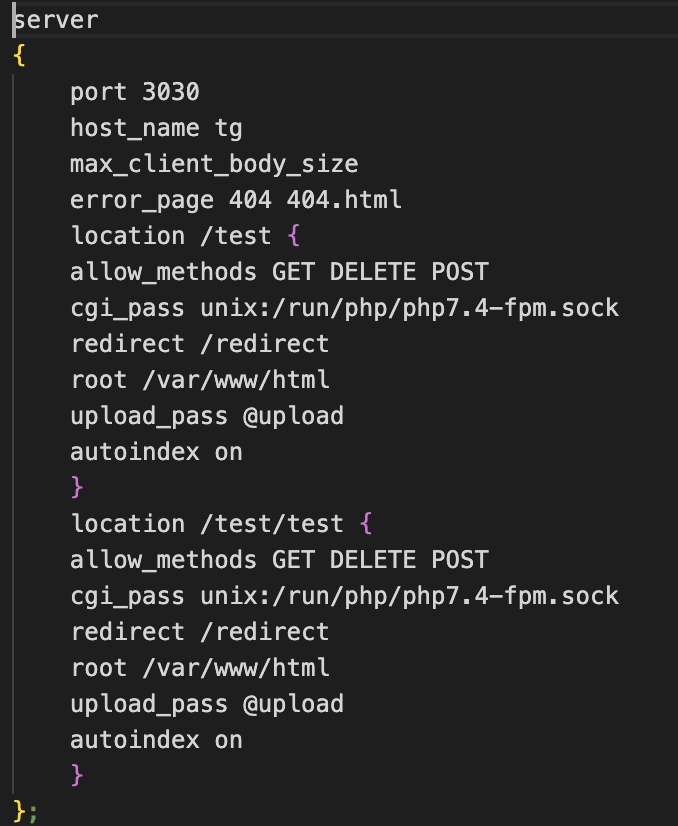 server
{
port 3030
host_name tg
max_client_body_size
error_page 404 404.html
location /test {
allow_methods GET DELETE POST
cgi_pass unix:/run/php/php7.4-fpm.sock
redirect /redirect
root /var/www/html
upload_pass @upload
autoindex on
}
location /test/test {
allow_methods GET DELETE POST
cgi_pass unix:/run/php/php7.4-fpm.sock
redirect /redirect
root /var/www/html
upload_pass @upload
autoindex on
}
};